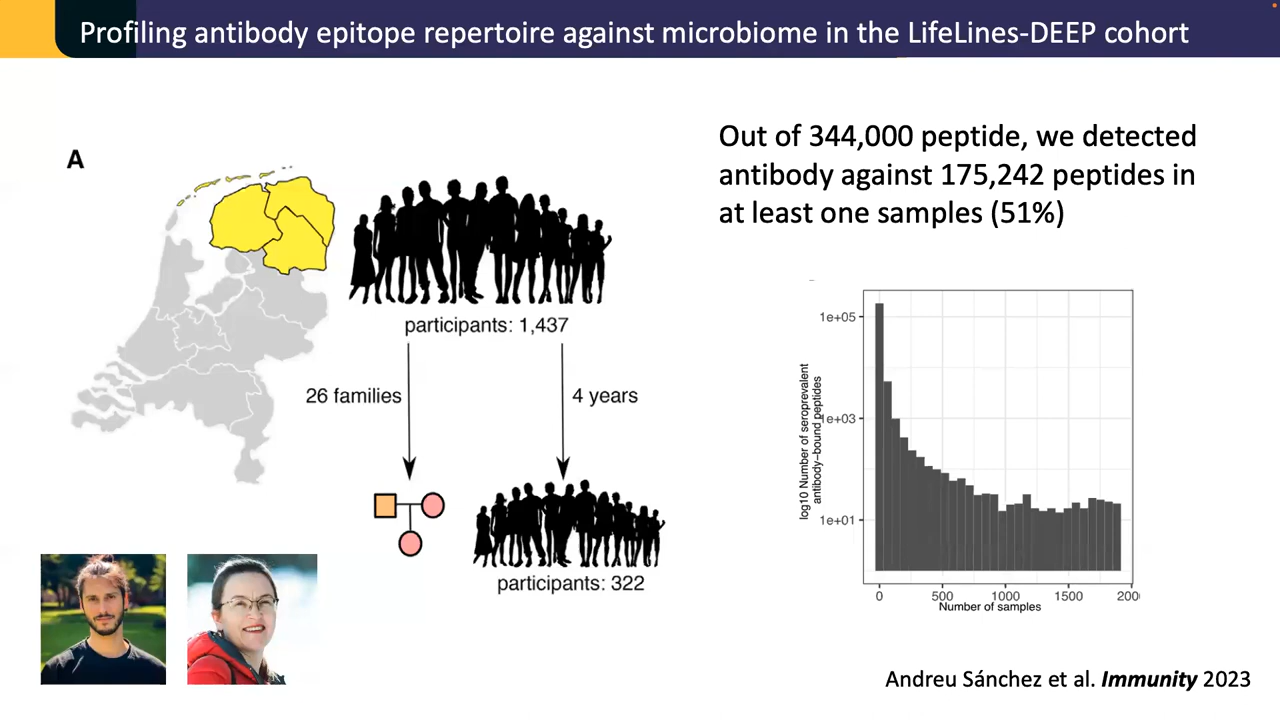 Profiling antibody epitope repertoire against microbiome in the LifeLines-DEEP cohort
A
participants: 1,437
26 families
4 years
participants: 322
Out of 344,000 peptide, we detected
antibody against 175,242 peptides in
at least one samples (51%)
log10 Number of seroprevalent
antibody-bound peptides
1e+05
1e+03
1e+01
0 500 1000 1500 200
Number of samples
Andreu Sánchez et al. Immunity 2023